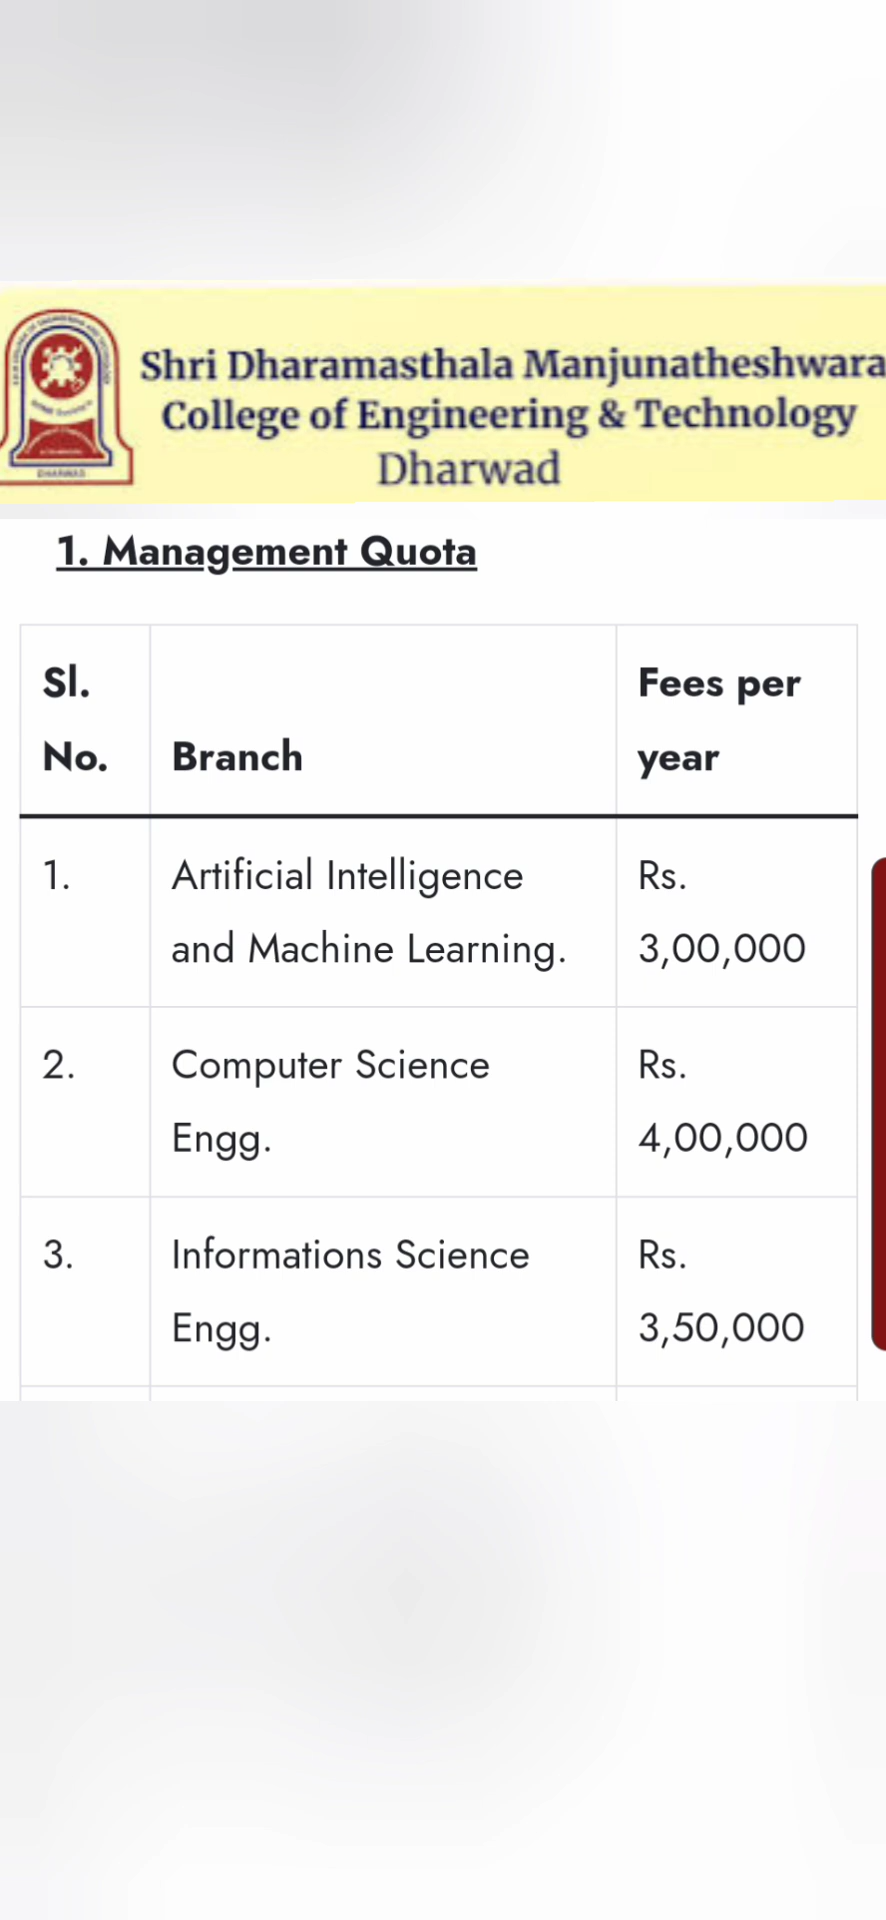 Shri Dharamasthala Manjunatheshwara
College of Engineering & Technology
Dharwad
DHARWAD
1. Management Quota
Sl.
No.
Branch
Fees per
year
1.
Artificial Intelligence
and Machine Learning.
Rs.
3,00,000
2.
Computer Science
Engg.
Rs.
4,00,000
3.
Informations Science
Engg.
Rs.
3,50,000